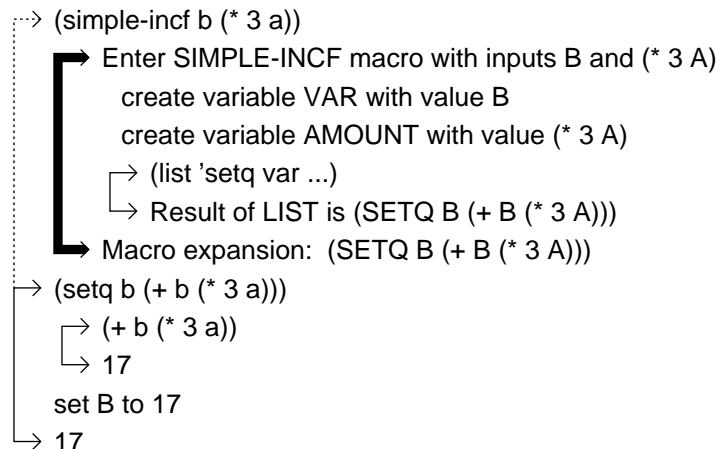 (simple-incf b (* 3 a))
Enter SIMPLE-INCF macro with inputs B and (* 3 A)
create variable VAR with value B
create variable AMOUNT with value (* 3 A)
(list ’setq var ...)
Result of LIST is (SETQ B (+ B (* 3 A)))
Macro expansion:  (SETQ B (+ B (* 3 A)))
(setq b (+ b (* 3 a)))
(+ b (* 3 a))
17
set B to 17
17